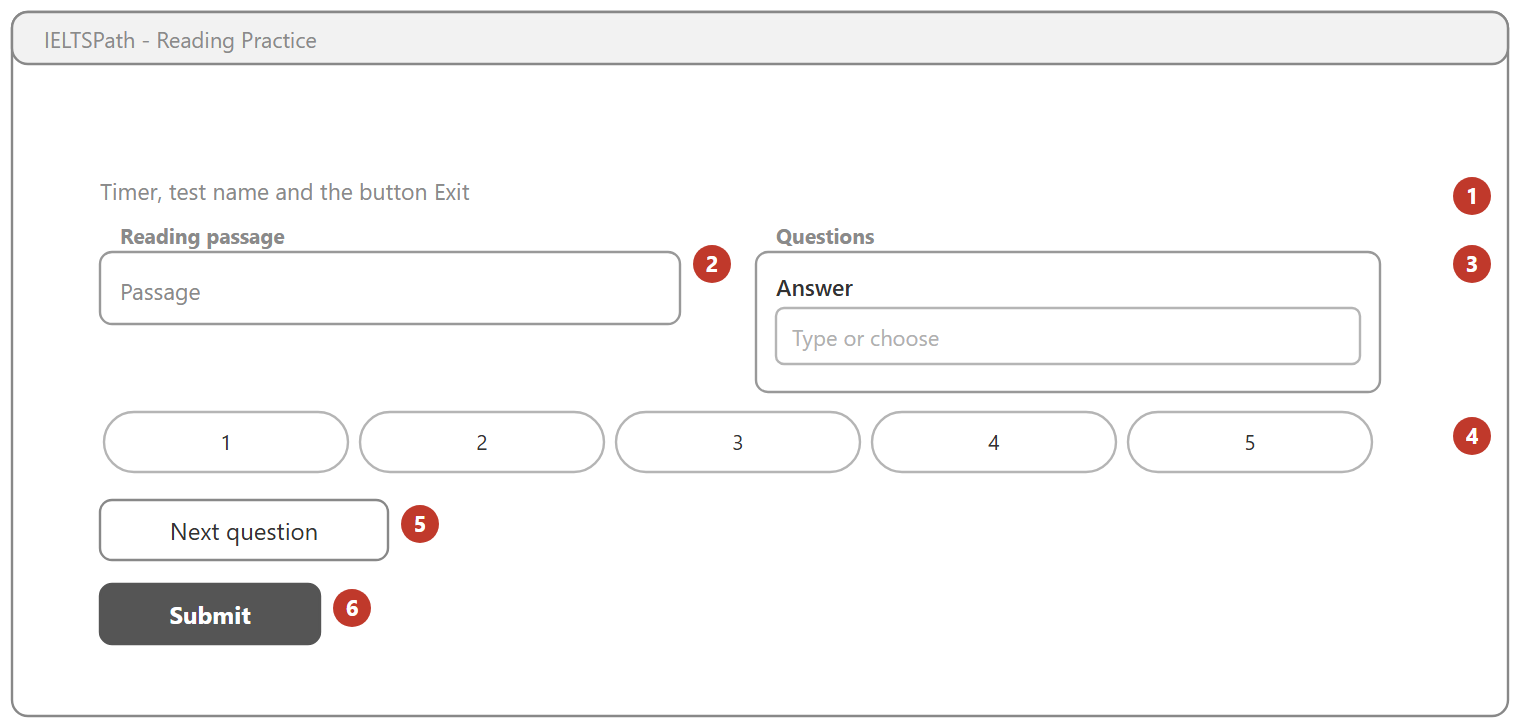 IELTSPath - Reading Practice
Timer, test name and the button Exit
1
Reading passage
Questions
2
3
Passage
Answer
Type or choose
1
2
3
4
5
4
Next question
5
Submit
6